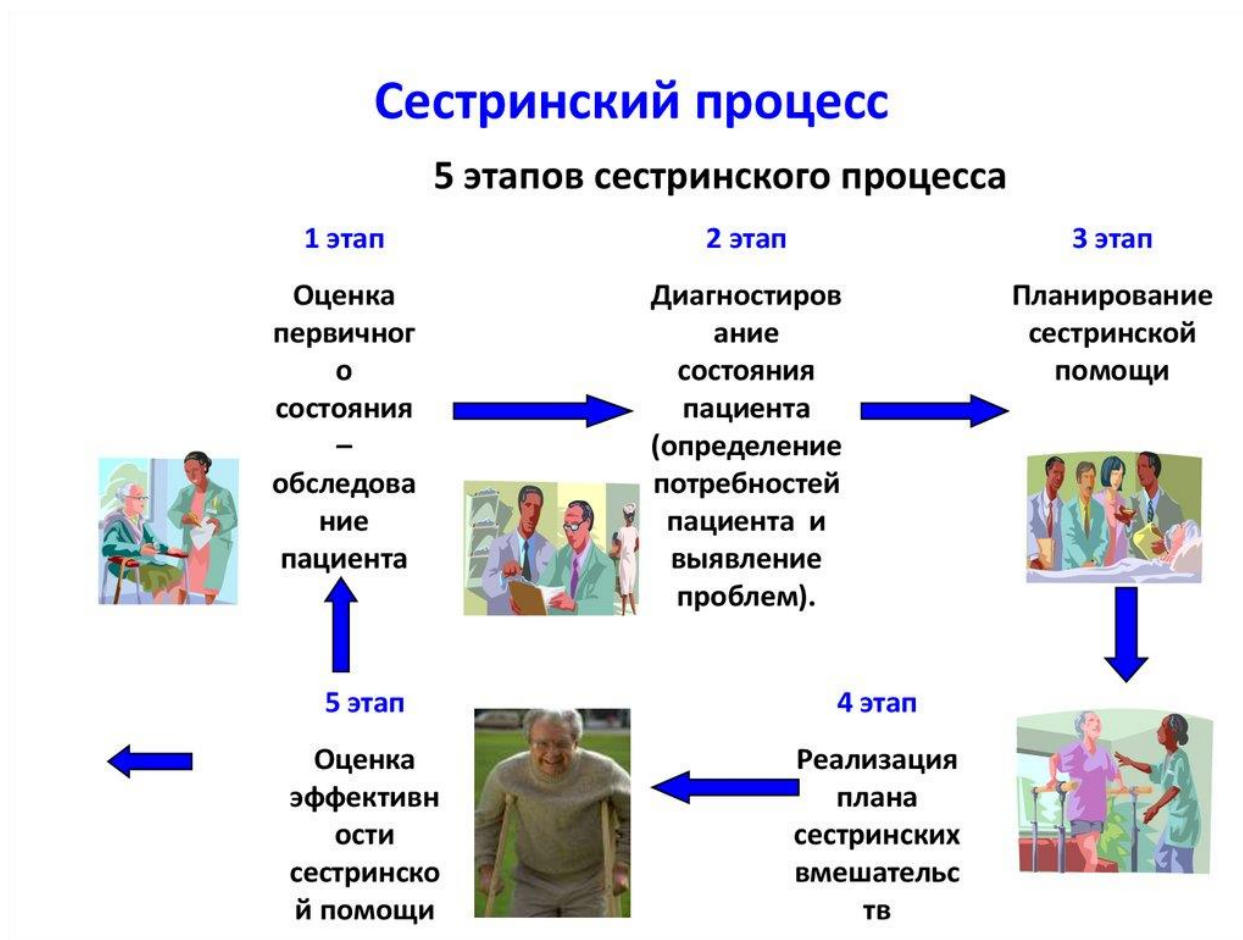 Сестринский процесс
5 этапов сестринского процесса
1 этап
Оценка
первичног
о
состояния
–
обследова
ние
пациента
2 этап
Диагностиров
ание
состояния
пациента
(определение
потребностей
пациента и
выявление
проблем).
3 этап
Планирование
сестринской
помощи
4 этап
Реализация
плана
сестринских
вмешательс
тв
5 этап
Оценка
эффективн
ости
сестринско
й помощи